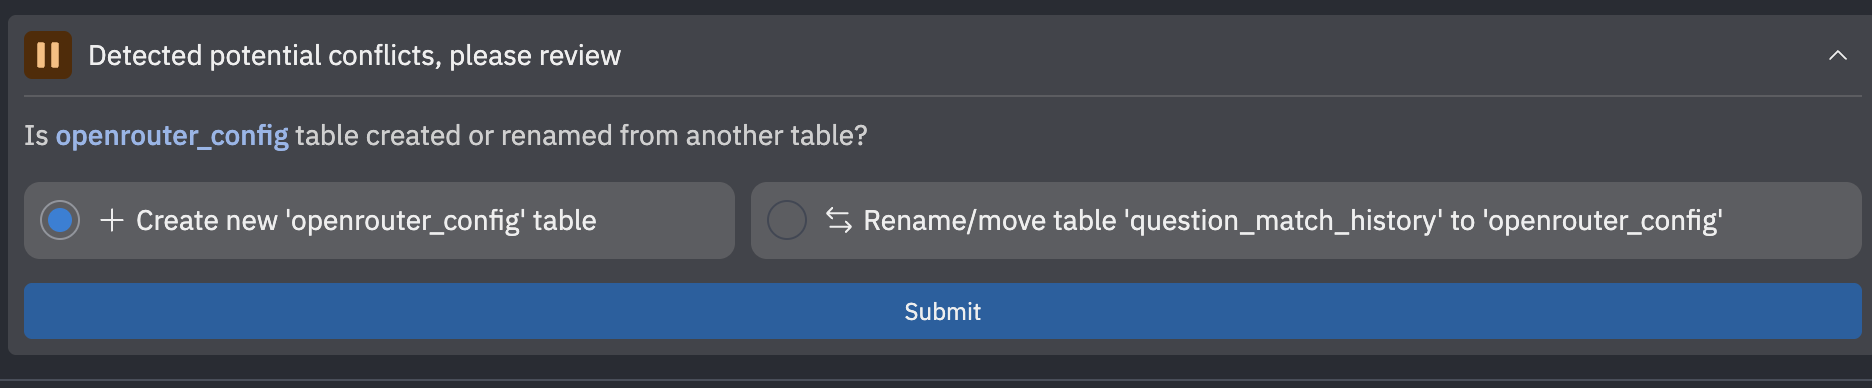 Detected potential conflicts, please review
Is openrouter_config table created or renamed from another table?
Create new 'openrouter_config' table
Rename/move table 'question_match_history' to 'openrouter_config'
Submit